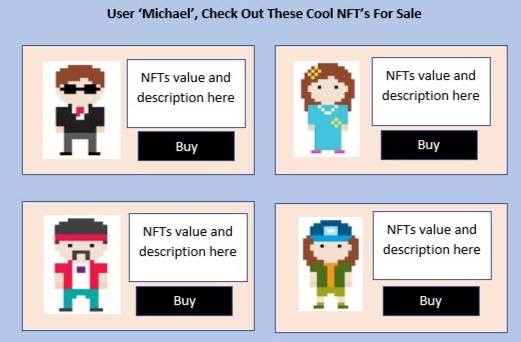 User ‘Michael’, Check Out These Cool NFT’s For Sale
NFTs value and
description here
Buy
NFTs value and
description here
Buy
NFTs value and
description here
Buy
NFTs value and
description here
Buy